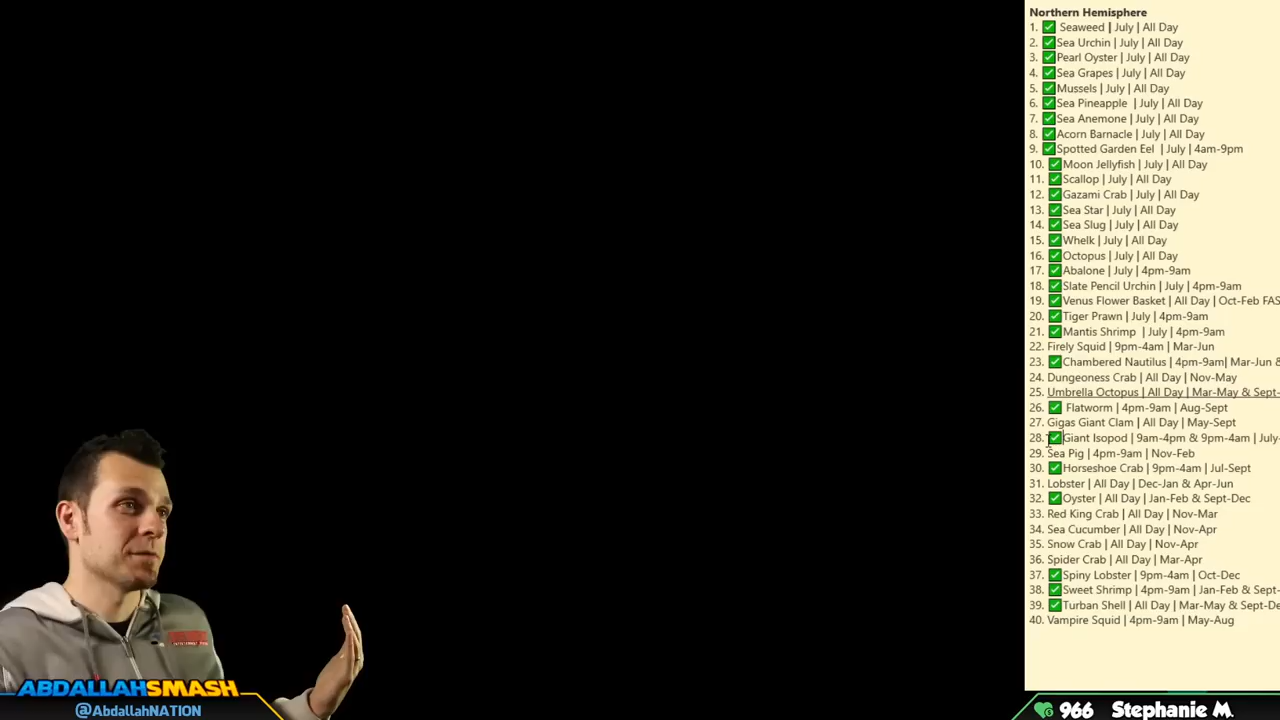 Northern Hemisphere
1. ✅ Seaweed | July | All Day
2. ✅ Sea Urchin | July | All Day
3. ✅ Pearl Oyster | July | All Day
4. ✅ Sea Grapes | July | All Day
5. ✅ Mussels | July | All Day
6. ✅ Sea Pineapple | July | All Day
7. ✅ Sea Anemone | July | All Day
8. ✅ Acorn Barnacle | July | All Day
9. ✅ Spotted Garden Eel | July | 4am-9pm
10. ✅ Moon Jellyfish | July | All Day
11. ✅ Scallop | July | All Day
12. ✅ Gazami Crab | July | All Day
13. ✅ Sea Star | July | All Day
14. ✅ Sea Slug | July | All Day
15. ✅ Whelk | July | All Day
16. ✅ Octopus | July | All Day
17. ✅ Abalone | July | 4pm-9am
18. ✅ Slate Pencil Urchin | July | 4pm-9am
19. ✅ Venus Flower Basket | All Day | Oct-Feb FAS
20. ✅ Tiger Prawn | July | 4pm-9am
21. ✅ Mantis Shrimp | July | 4pm-9am
22. Firely Squid | 9pm-4am | Mar-Jun
23. ✅ Chambered Nautilus | 4pm-9am| Mar-Jun &
24. Dungeoness Crab | All Day | Nov-May
25. Umbrella Octopus | All Day | Mar-May & Sept-
26. ✅ Flatworm | 4pm-9am | Aug-Sept
27. Gigas Giant Clam | All Day | May-Sept
28. ✅ Giant Isopod | 9am-4pm & 9pm-4am | July-
29. Sea Pig | 4pm-9am | Nov-Feb
30. ✅ Horseshoe Crab | 9pm-4am | Jul-Sept
31. Lobster | All Day | Dec-Jan & Apr-Jun
32. ✅ Oyster | All Day | Jan-Feb & Sept-Dec
33. Red King Crab | All Day | Nov-Mar
34. Sea Cucumber | All Day | Nov-Apr
35. Snow Crab | All Day | Nov-Apr
36. Spider Crab | All Day | Mar-Apr
37. ✅ Spiny Lobster | 9pm-4am | Oct-Dec
38. ✅ Sweet Shrimp | 4pm-9am | Jan-Feb & Sept-
39. ✅ Turban Shell | All Day | Mar-May & Sept-De
40. Vampire Squid | 4pm-9am | May-Aug
ABDALLAHSMASH
@AbdallahNATION
966 Stephanie M.